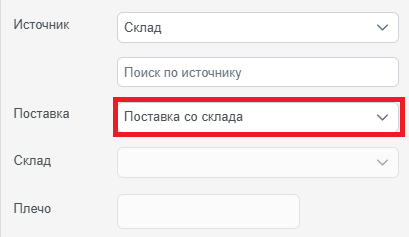 Источник Склад
Поиск по источнику
Поставка Поставка со склада
Склад
Плечо